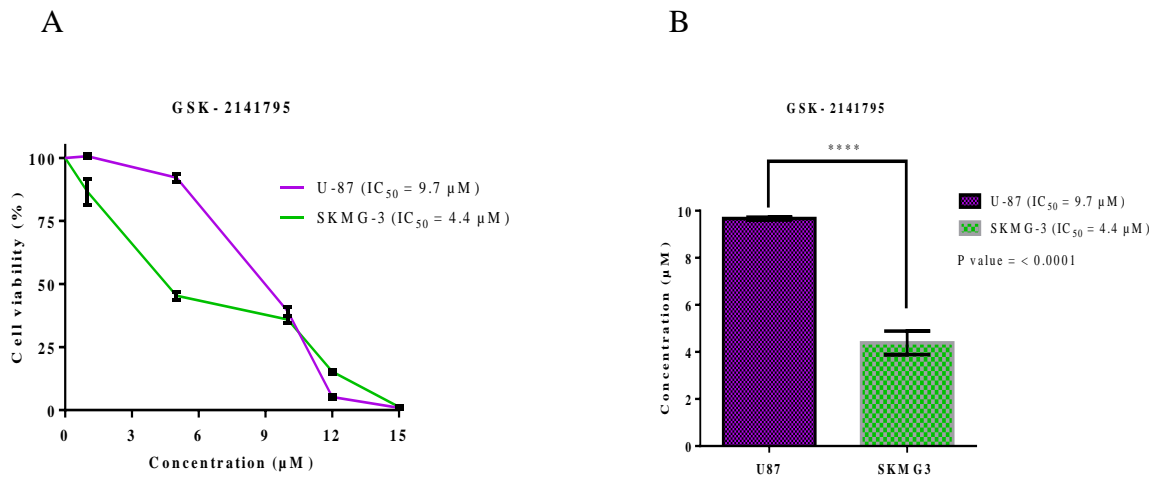 A
GSK-2141795
Cell viability (%)
100
75
50
25
0
0 3 6 9 12 15
Concentration (µM)
U-87 (IC50 = 9.7 µM)
SKMG-3 (IC50 = 4.4 µM)
B
GSK-2141795
****
Concentration (µM)
10
8
6
4
2
0
U87 SKMG3
U-87 (IC50 = 9.7 µM)
SKMG-3 (IC50 = 4.4 µM)
P value = < 0.0001